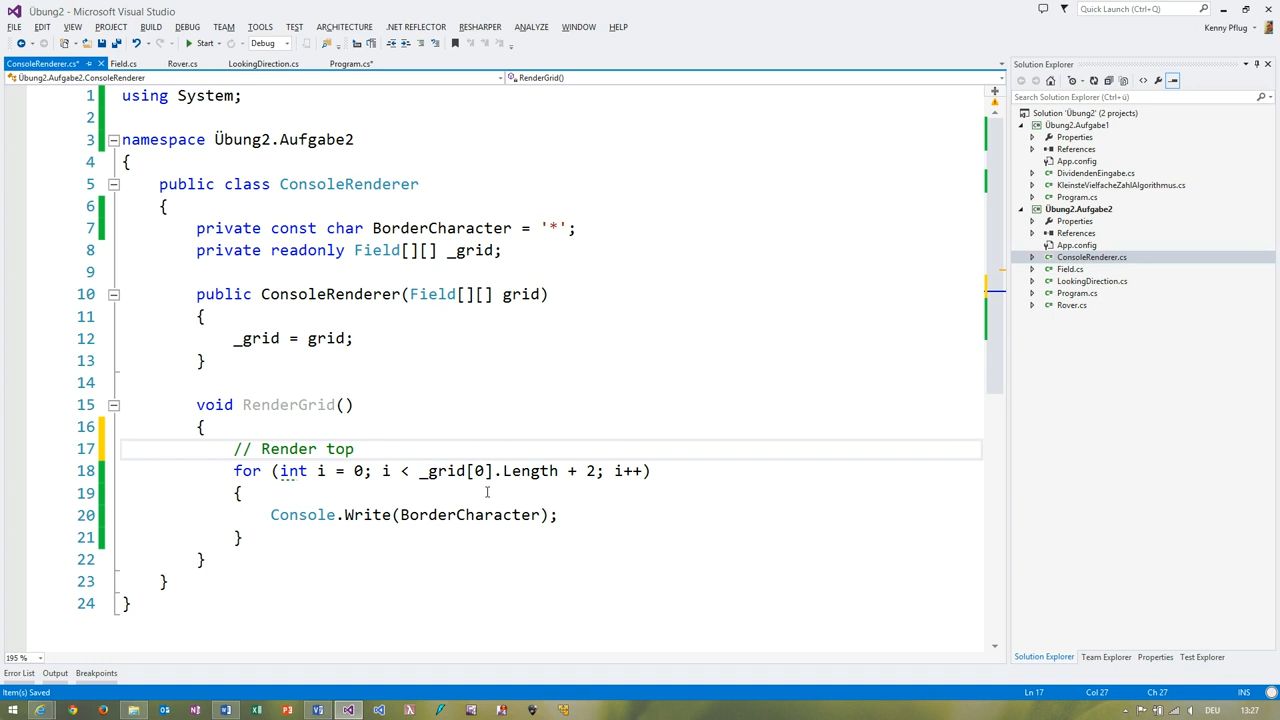 Übung2 - Microsoft Visual Studio
Quick Launch (Ctrl+Q)
FILE EDIT VIEW PROJECT BUILD DEBUG TEAM TOOLS TEST ARCHITECTURE .NET REFLECTOR RESHARPER ANALYZE WINDOW HELP
Kenny Pflug
Start Debug
ConsoleRenderer.cs* Field.cs Rover.cs LookingDirection.cs Program.cs*
Übung2.Aufgabe2.ConsoleRenderer RenderGrid()
1 using System;
2
3 namespace Übung2.Aufgabe2
4 {
5 public class ConsoleRenderer
6 {
7 private const char BorderCharacter = '*';
8 private readonly Field[][] _grid;
9
10 public ConsoleRenderer(Field[][] grid)
11 {
12 _grid = grid;
13 }
14
15 void RenderGrid()
16 {
17 // Render top
18 for (int i = 0; i < _grid[0].Length + 2; i++)
19 {
20 Console.Write(BorderCharacter);
21 }
22 }
23 }
24 }
195 %
Solution Explorer
Search Solution Explorer (Ctrl+ü)
Solution 'Übung2' (2 projects)
Übung2.Aufgabe1
Properties
References
App.config
DividendenEingabe.cs
KleinsteVielfacheZahlAlgorithmus.cs
Program.cs
Übung2.Aufgabe2
Properties
References
App.config
ConsoleRenderer.cs
Field.cs
LookingDirection.cs
Program.cs
Rover.cs
Solution Explorer Team Explorer Properties Test Explorer
Error List Output Breakpoints
Item(s) Saved Ln 17 Col 27 Ch 27 INS
DEU 13:27